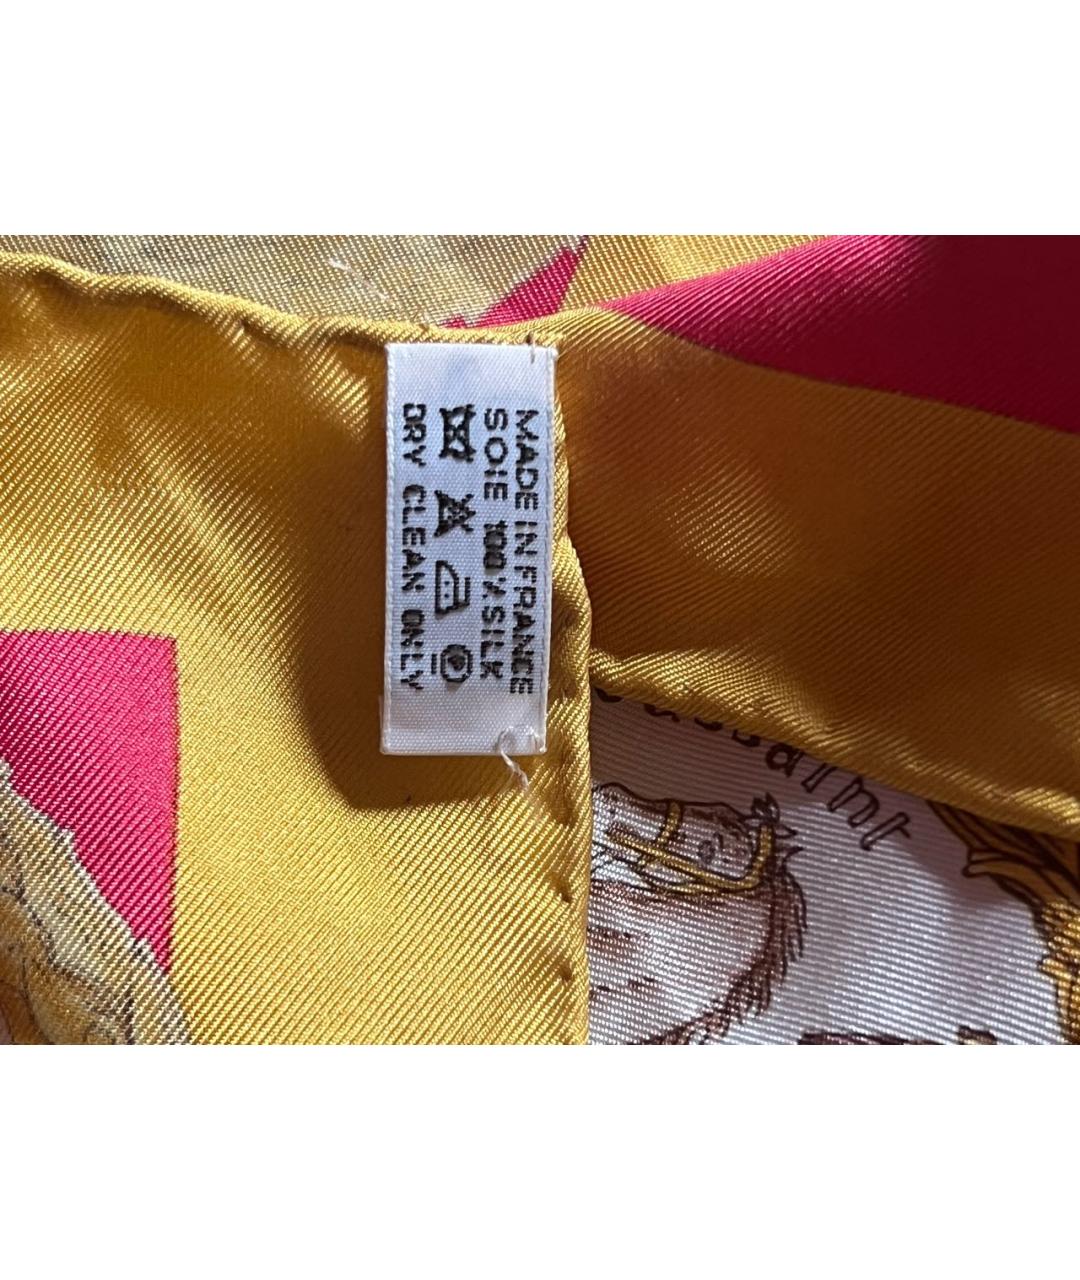 MADE IN FRANCE
SOIE 100% SILK
DRY CLEAN ONLY